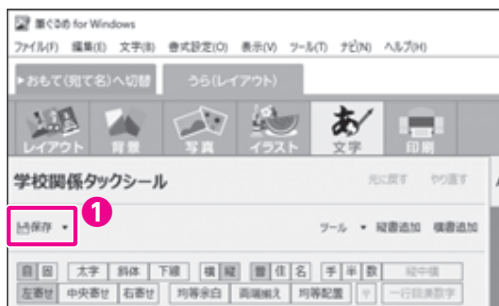 筆ぐるめ for Windows
ファイル(F) 編集(E) 文字(B) 書式設定(O) 表示(V) ツール(T) ナビ(N) ヘルプ(H)
▸おもて(宛て名)へ切替 うら(レイアウト)
あ
レイアウト 背景 写真 イラスト 文字 印刷
学校関係タックシール 元に戻す やり直す
保存 ▾ 1 ツール ▾ 縦書追加 横書追加
自 固 太字 斜体 下線 横 縦 普 住 名 手 半 数 縦中横
左寄せ 中央寄せ 右寄せ 均等余白 両端揃え 均等配置 一行目漢数字